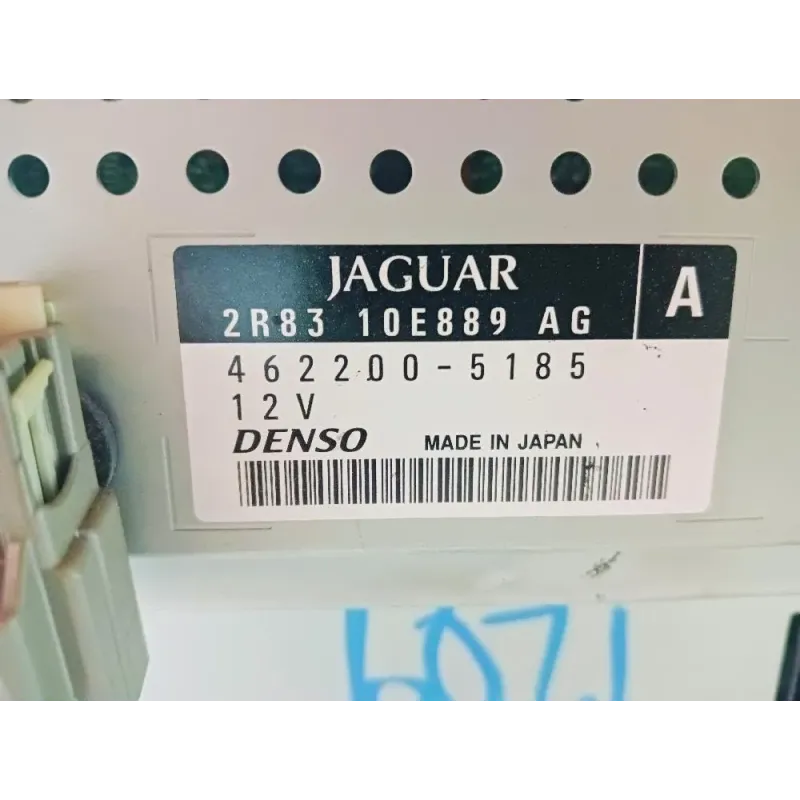 JAGUAR
A
2R83 10E889 AG
462200-5185
12V
DENSO MADE IN JAPAN